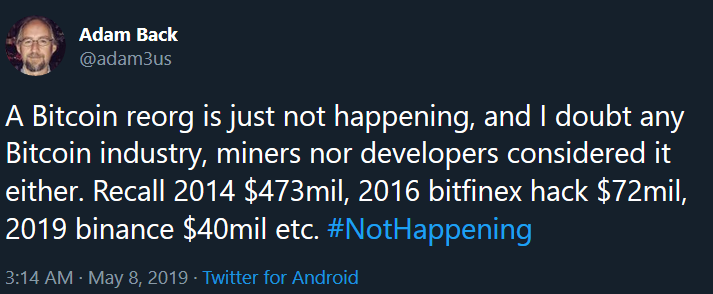 Adam Back
@adam3us
A Bitcoin reorg is just not happening, and I doubt any
Bitcoin industry, miners nor developers considered it
either. Recall 2014 $473mil, 2016 bitfinex hack $72mil,
2019 binance $40mil etc. #NotHappening
3:14 AM · May 8, 2019 · Twitter for Android